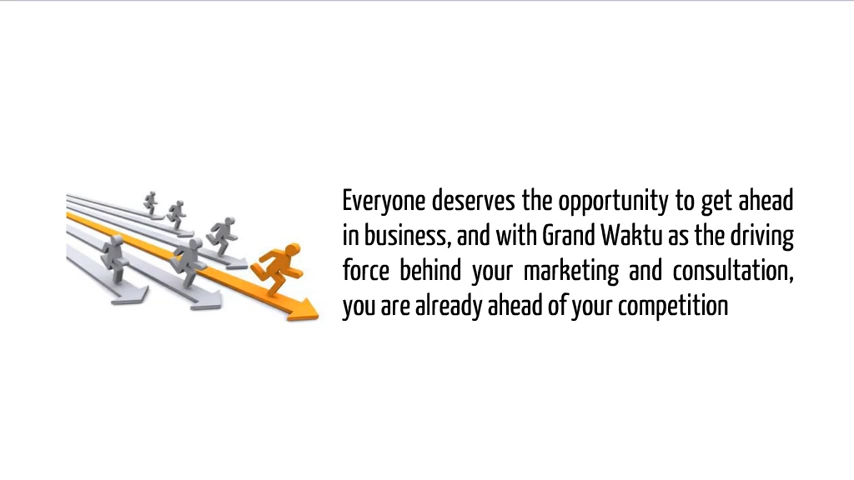 Everyone deserves the opportunity to get ahead
in business, and with Grand Waktu as the driving
force behind your marketing and consultation,
you are already ahead of your competition